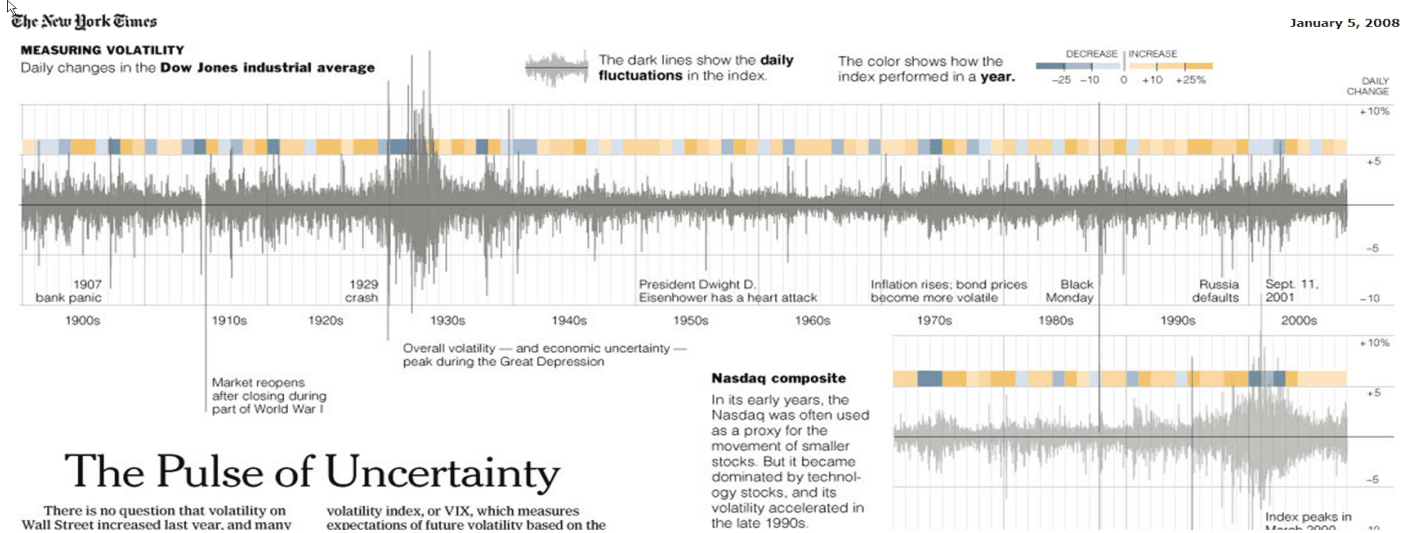 The New York Times
January 5, 2008
MEASURING VOLATILITY
Daily changes in the Dow Jones industrial average
The dark lines show the daily
fluctuations in the index.
The color shows how the
index performed in a year.
DECREASE INCREASE
−25 −10 0 +10 +25%
DAILY
CHANGE
+10%
+5
−5
−10
1907
bank panic
1929
crash
President Dwight D.
Eisenhower has a heart attack
Inflation rises; bond prices
become more volatile
Black
Monday
Russia
defaults
Sept. 11,
2001
1900s 1910s 1920s 1930s 1940s 1950s 1960s 1970s 1980s 1990s 2000s
Market reopens
after closing during
part of World War I
Overall volatility — and economic uncertainty —
peak during the Great Depression
Nasdaq composite
In its early years, the
Nasdaq was often used
as a proxy for the
movement of smaller
stocks. But it became
dominated by technol-
ogy stocks, and its
volatility accelerated in
the late 1990s.
+10%
+5
−5
−10
Index peaks in
March 2000
The Pulse of Uncertainty
There is no question that volatility on
Wall Street increased last year, and many
volatility index, or VIX, which measures
expectations of future volatility based on the